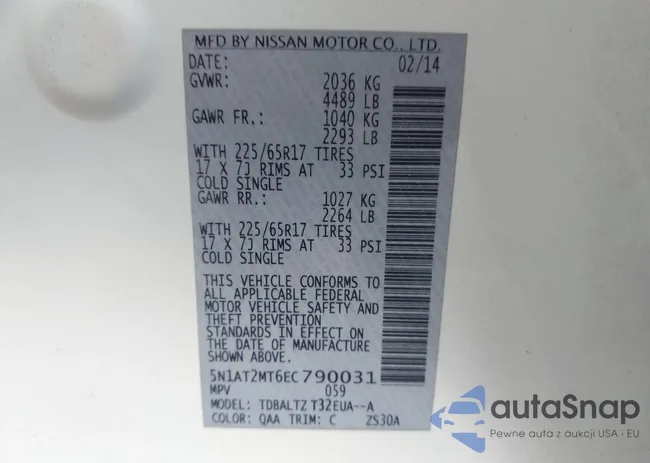 MFD BY NISSAN MOTOR CO., LTD.
DATE: 02/14
GVWR: 2036 KG
4489 LB
GAWR FR.: 1040 KG
2293 LB
WITH 225/65R17 TIRES
17 X 7J RIMS AT 33 PSI
COLD SINGLE
GAWR RR.: 1027 KG
2264 LB
WITH 225/65R17 TIRES
17 X 7J RIMS AT 33 PSI
COLD SINGLE
THIS VEHICLE CONFORMS TO
ALL APPLICABLE FEDERAL
MOTOR VEHICLE SAFETY AND
THEFT PREVENTION
STANDARDS IN EFFECT ON
THE DATE OF MANUFACTURE
SHOWN ABOVE.
5N1AT2MT6EC790031
MPV 059
MODEL: TDBALTZ T32EUA--A
COLOR: QAA TRIM: C ZS30A
autaSnap
Pewne auta z aukcji USA i EU